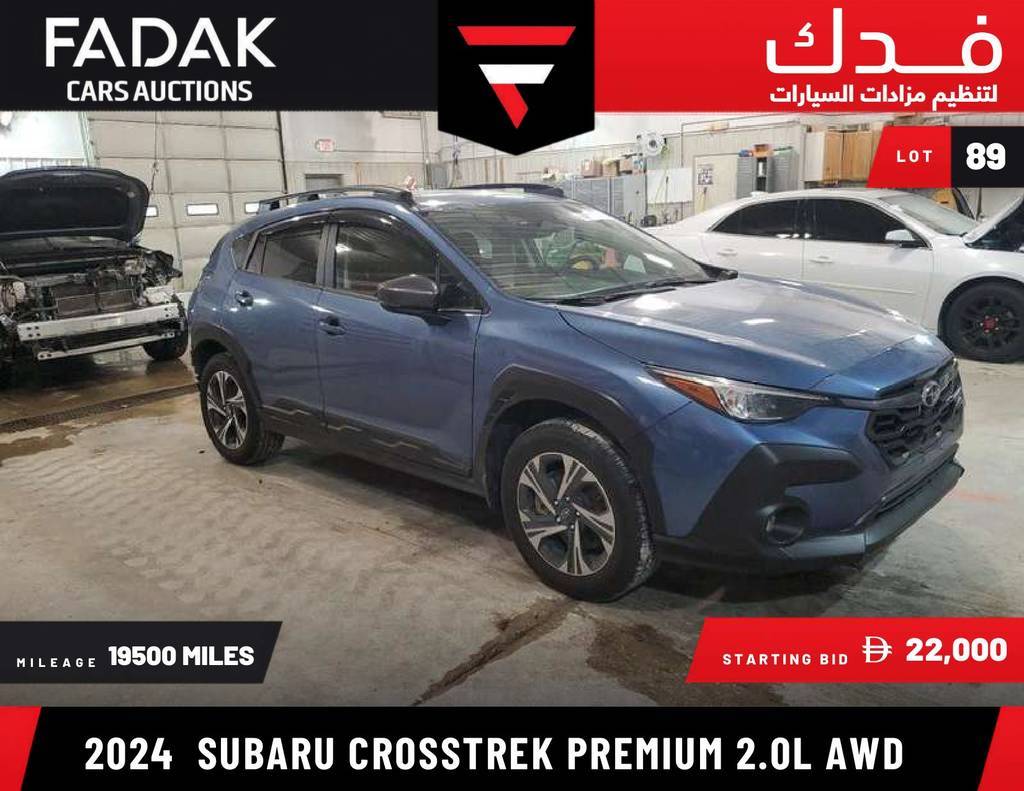 FADAK
CARS AUCTIONS
فدك
لتنظيم مزادات السيارات
LOT 89
MILEAGE 19500 MILES
STARTING BID 22,000
2024 SUBARU CROSSTREK PREMIUM 2.0L AWD